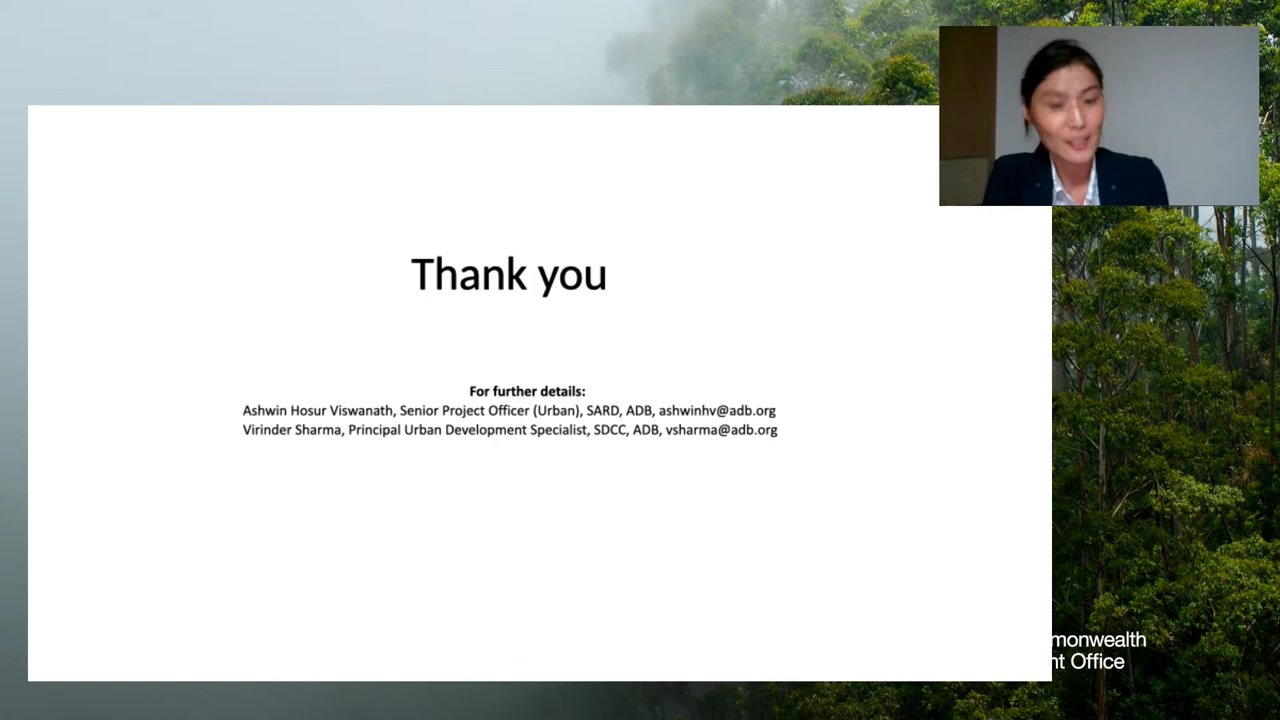 Thank you
For further details:
Ashwin Hosur Viswanath, Senior Project Officer (Urban), SARD, ADB, ashwinhv@adb.org
Virinder Sharma, Principal Urban Development Specialist, SDCC, ADB, vsharma@adb.org
monwealth
nt Office